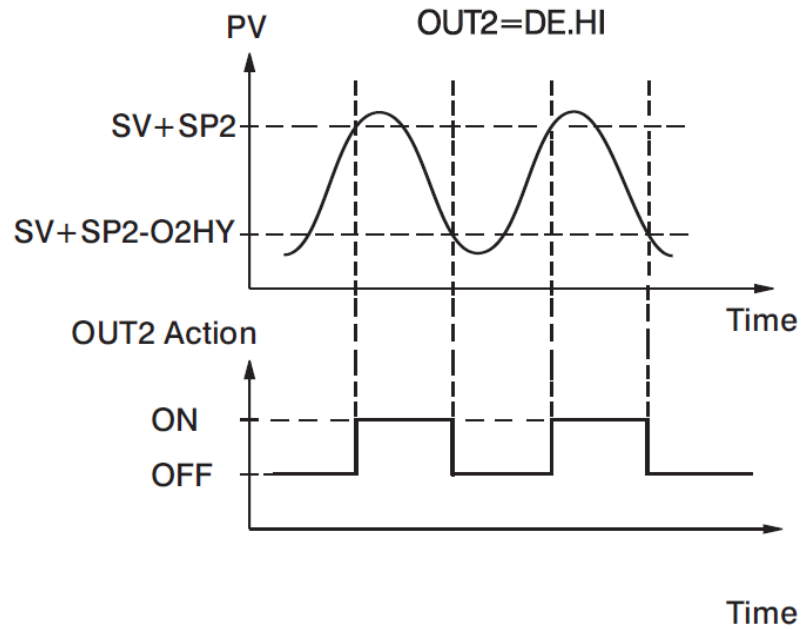 PV
OUT2=DE.HI
SV+SP2
SV+SP2-O2HY
Time
OUT2 Action
ON
OFF
Time